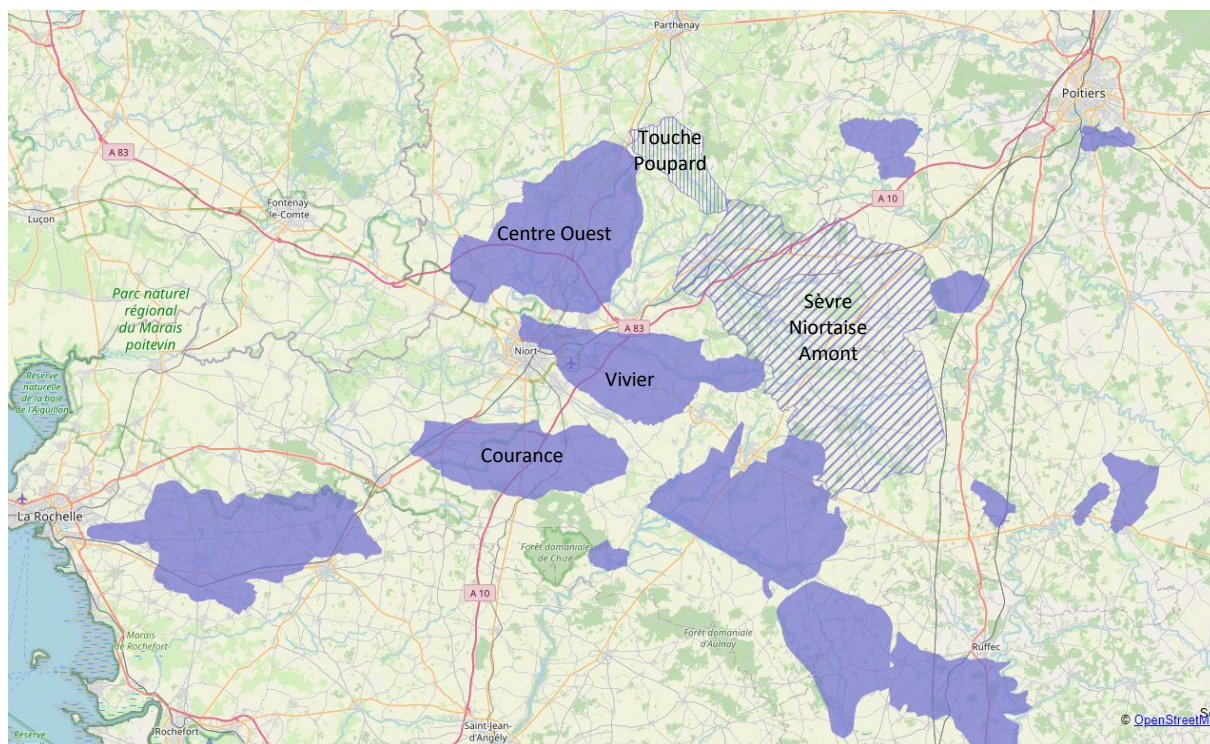 Parthenay
Poitiers
A 83
Touche
Poupard
A 10
Luçon
Fontenay-
le-Comte
Centre Ouest
Parc naturel
régional
du Marais
poitevin
Sèvre
Niortaise
Amont
A 83
Niort
Vivier
Réserve
naturelle
de la baie
de l'Aiguillon
Courance
La Rochelle
Forêt domaniale
de Chizé
A 10
Marais
de Rochefort
Forêt domaniale
d'Aulnay
Ruffec
Rochefort
Saint-Jean-
d'Angély
Réserve
© OpenStreetM